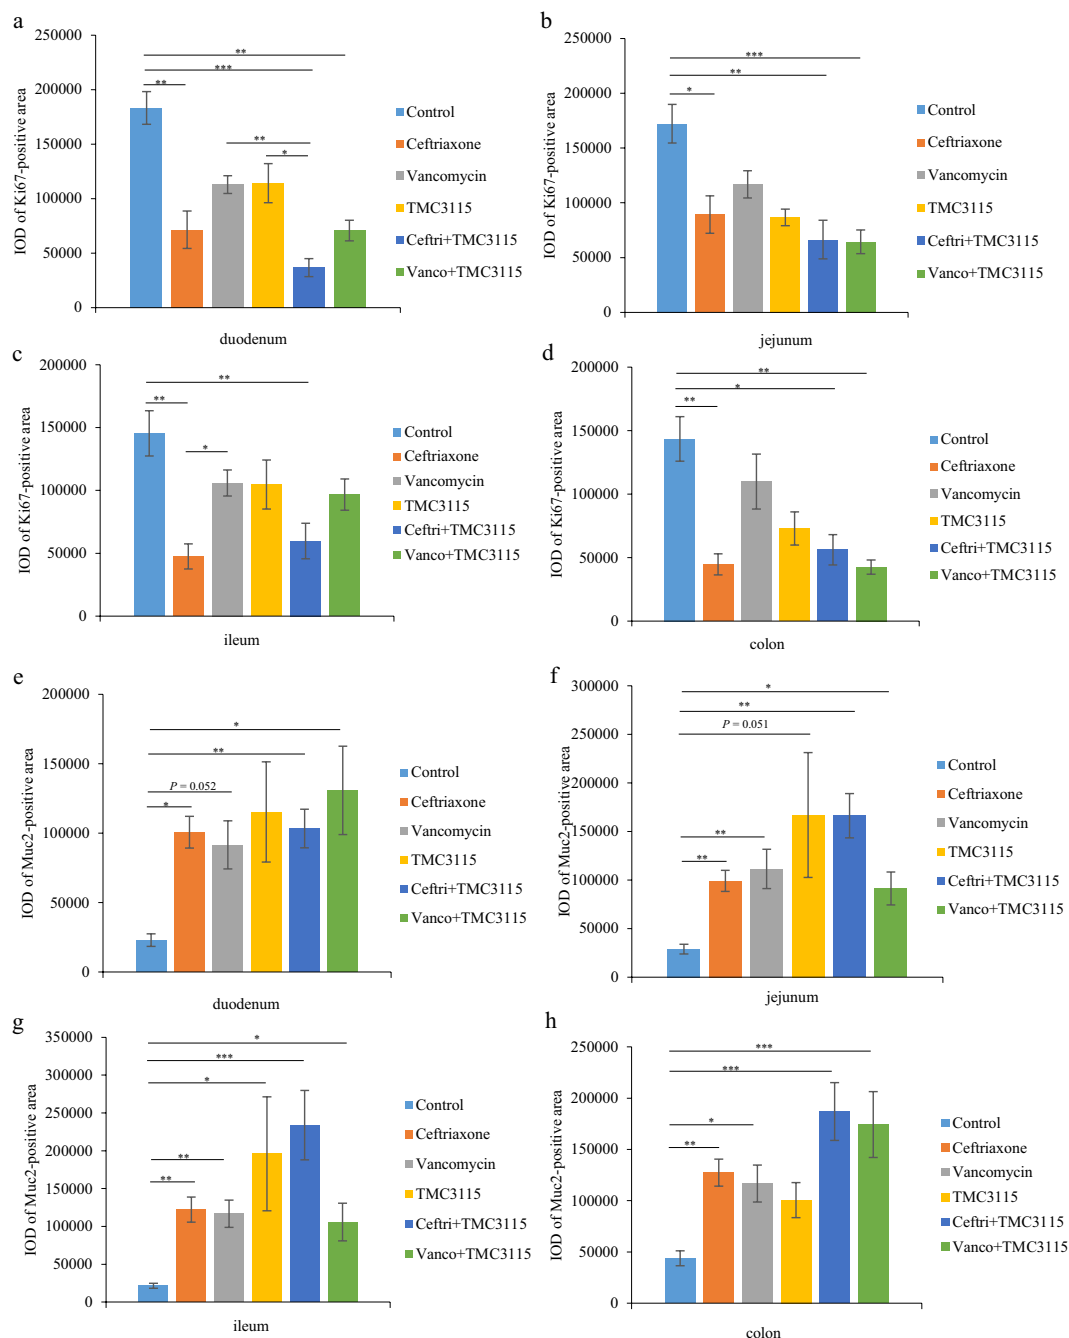 a
IOD of Ki67-positive area
250000
200000
150000
100000
50000
0
**
***
**
**
*
duodenum
Control
Ceftriaxone
Vancomycin
TMC3115
Ceftri+TMC3115
Vanco+TMC3115
b
IOD of Ki67-positive area
250000
200000
150000
100000
50000
0
***
**
*
jejunum
Control
Ceftriaxone
Vancomycin
TMC3115
Ceftri+TMC3115
Vanco+TMC3115
c
IOD of Ki67-positive area
200000
150000
100000
50000
0
**
**
*
ileum
Control
Ceftriaxone
Vancomycin
TMC3115
Ceftri+TMC3115
Vanco+TMC3115
d
IOD of Ki67-positive area
200000
150000
100000
50000
0
**
*
**
colon
Control
Ceftriaxone
Vancomycin
TMC3115
Ceftri+TMC3115
Vanco+TMC3115
e
IOD of Muc2-positive area
200000
150000
100000
50000
0
*
**
P = 0.052
*
duodenum
Control
Ceftriaxone
Vancomycin
TMC3115
Ceftri+TMC3115
Vanco+TMC3115
f
IOD of Muc2-positive area
300000
250000
200000
150000
100000
50000
0
*
**
P = 0.051
**
**
jejunum
Control
Ceftriaxone
Vancomycin
TMC3115
Ceftri+TMC3115
Vanco+TMC3115
g
IOD of Muc2-positive area
350000
300000
250000
200000
150000
100000
50000
0
*
***
*
**
**
ileum
Control
Ceftriaxone
Vancomycin
TMC3115
Ceftri+TMC3115
Vanco+TMC3115
h
IOD of Muc2-positive area
250000
200000
150000
100000
50000
0
***
***
*
**
colon
Control
Ceftriaxone
Vancomycin
TMC3115
Ceftri+TMC3115
Vanco+TMC3115